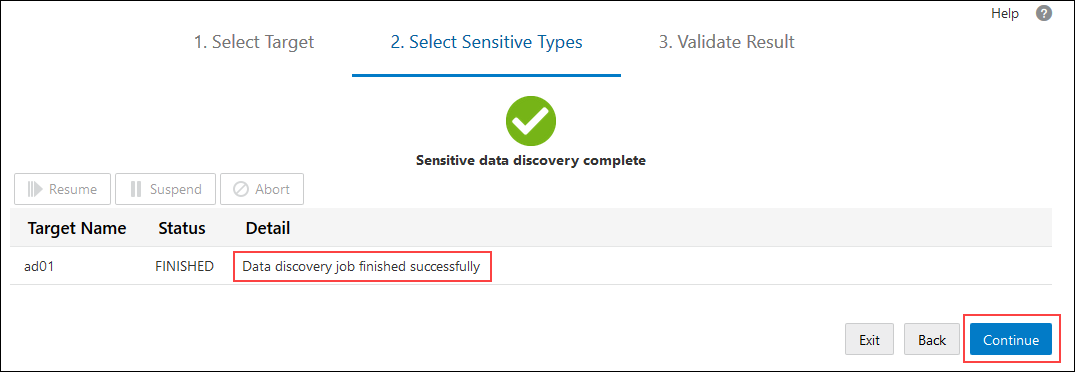 Help
1. Select Target 2. Select Sensitive Types 3. Validate Result
Sensitive data discovery complete
Resume Suspend Abort
Target Name Status Detail
ad01 FINISHED Data discovery job finished successfully
Exit Back Continue